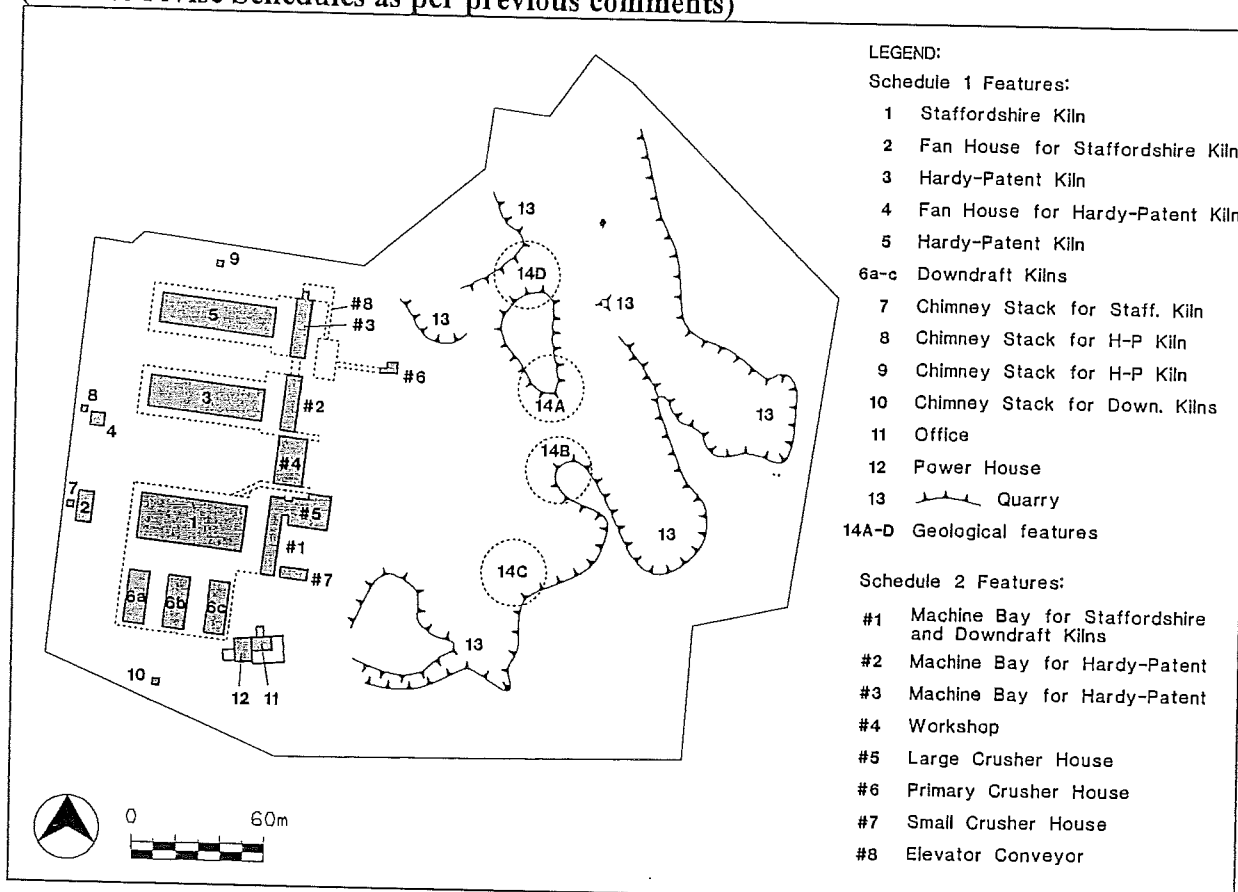 revise Schedules as per previous comments)
LEGEND:
Schedule 1 Features:
1 Staffordshire Kiln
2 Fan House for Staffordshire Kiln
3 Hardy-Patent Kiln
4 Fan House for Hardy-Patent Kiln
5 Hardy-Patent Kiln
6a-c Downdraft Kilns
7 Chimney Stack for Staff. Kiln
8 Chimney Stack for H-P Kiln
9 Chimney Stack for H-P Kiln
10 Chimney Stack for Down. Kilns
11 Office
12 Power House
13 Quarry
14A-D Geological features
Schedule 2 Features:
#1 Machine Bay for Staffordshire
and Downdraft Kilns
#2 Machine Bay for Hardy-Patent
#3 Machine Bay for Hardy-Patent
#4 Workshop
#5 Large Crusher House
#6 Primary Crusher House
#7 Small Crusher House
#8 Elevator Conveyor
13
9
14D
#8
5
#3
13
13
#6
8
3
#2
14A
13
4
#4
14B
7
2
1
#5
#1
13
#7
14C
6a
6b
6c
13
10
12
11
0
60m